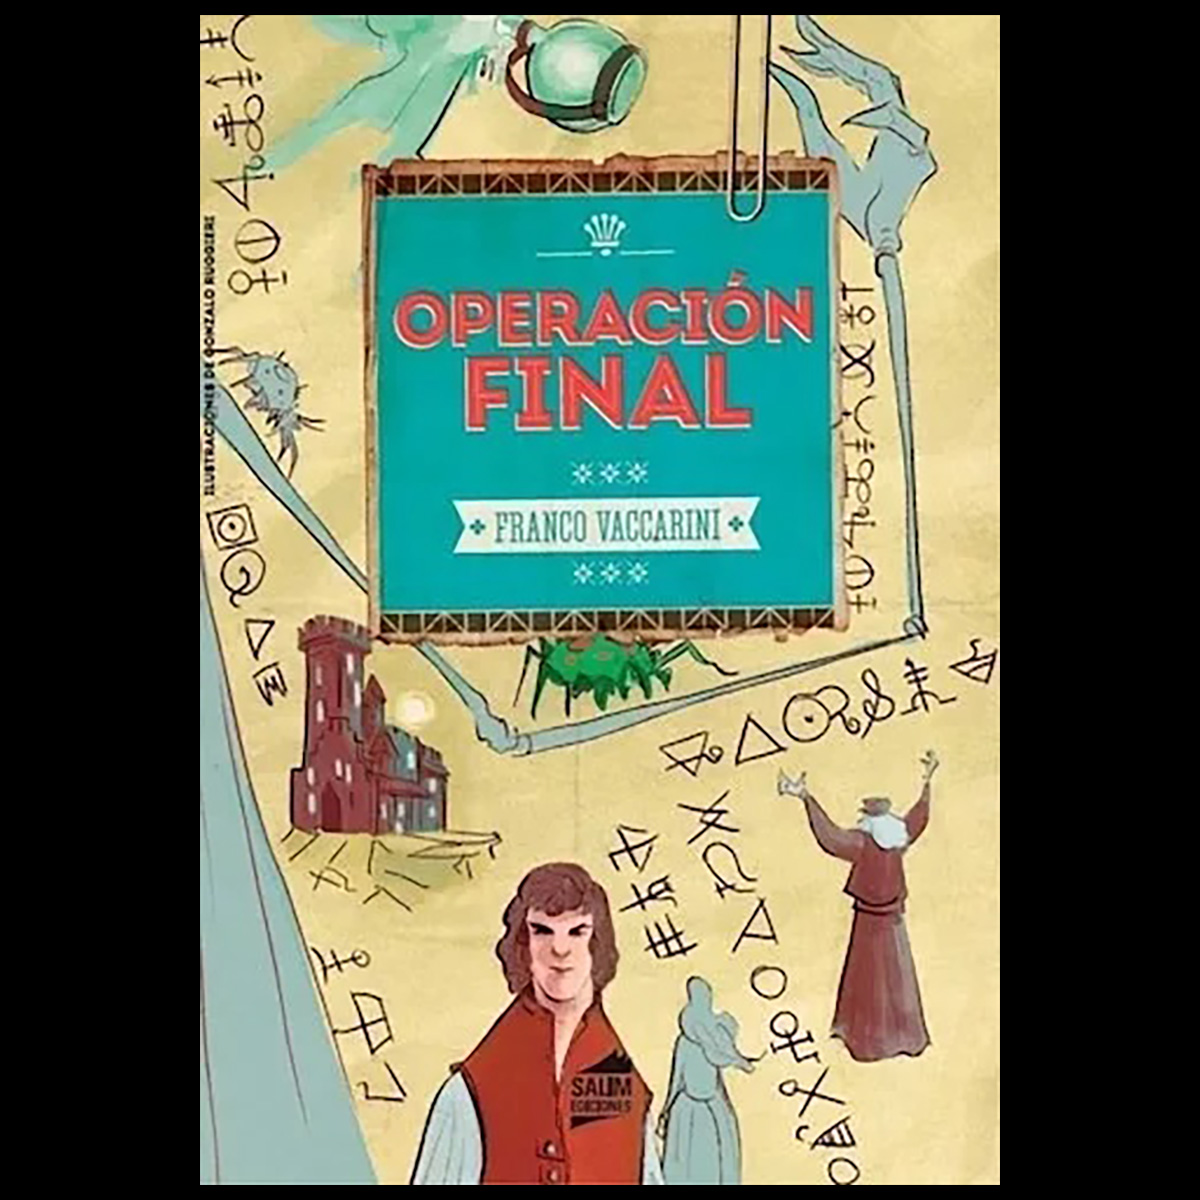 OPERACIÓN
FINAL
FRANCO VACCARINI
ILUSTRACIONES DE GONZALO RUGGIERI
SALIM
EDICIONES